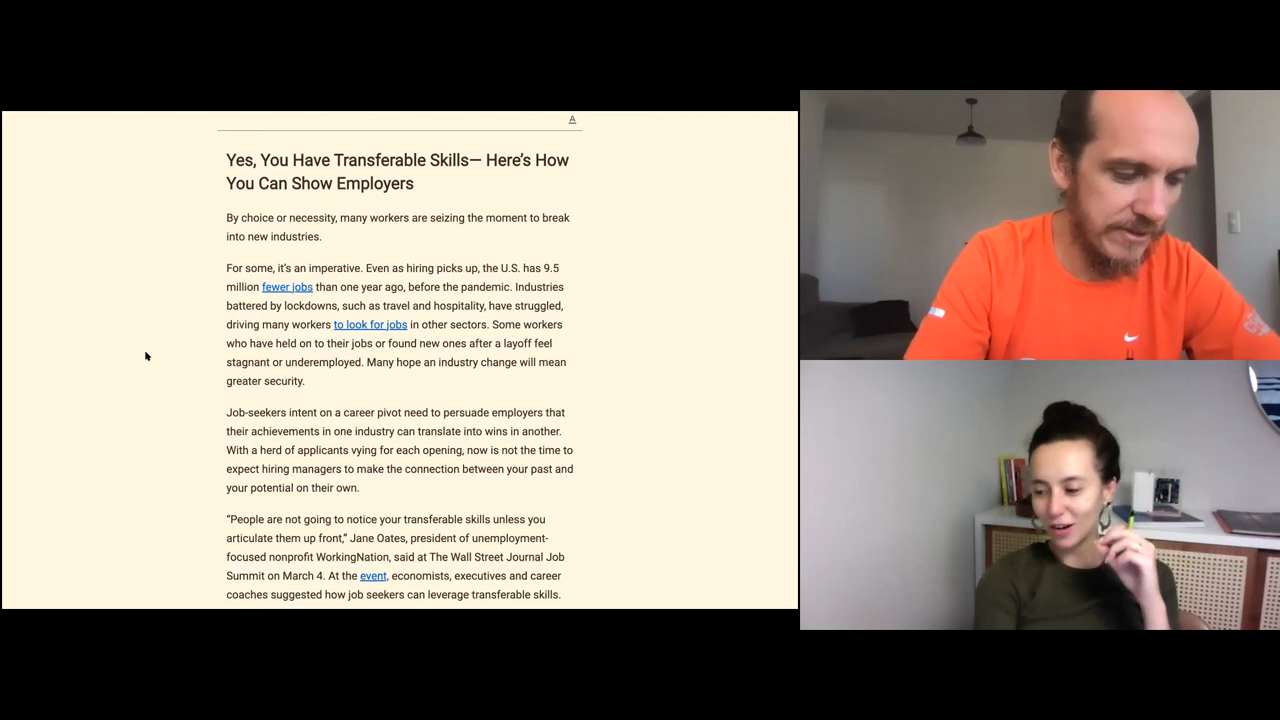 A
Yes, You Have Transferable Skills— Here’s How
You Can Show Employers
By choice or necessity, many workers are seizing the moment to break
into new industries.
For some, it’s an imperative. Even as hiring picks up, the U.S. has 9.5
million fewer jobs than one year ago, before the pandemic. Industries
battered by lockdowns, such as travel and hospitality, have struggled,
driving many workers to look for jobs in other sectors. Some workers
who have held on to their jobs or found new ones after a layoff feel
stagnant or underemployed. Many hope an industry change will mean
greater security.
Job-seekers intent on a career pivot need to persuade employers that
their achievements in one industry can translate into wins in another.
With a herd of applicants vying for each opening, now is not the time to
expect hiring managers to make the connection between your past and
your potential on their own.
“People are not going to notice your transferable skills unless you
articulate them up front,” Jane Oates, president of unemployment-
focused nonprofit WorkingNation, said at The Wall Street Journal Job
Summit on March 4. At the event, economists, executives and career
coaches suggested how job seekers can leverage transferable skills.